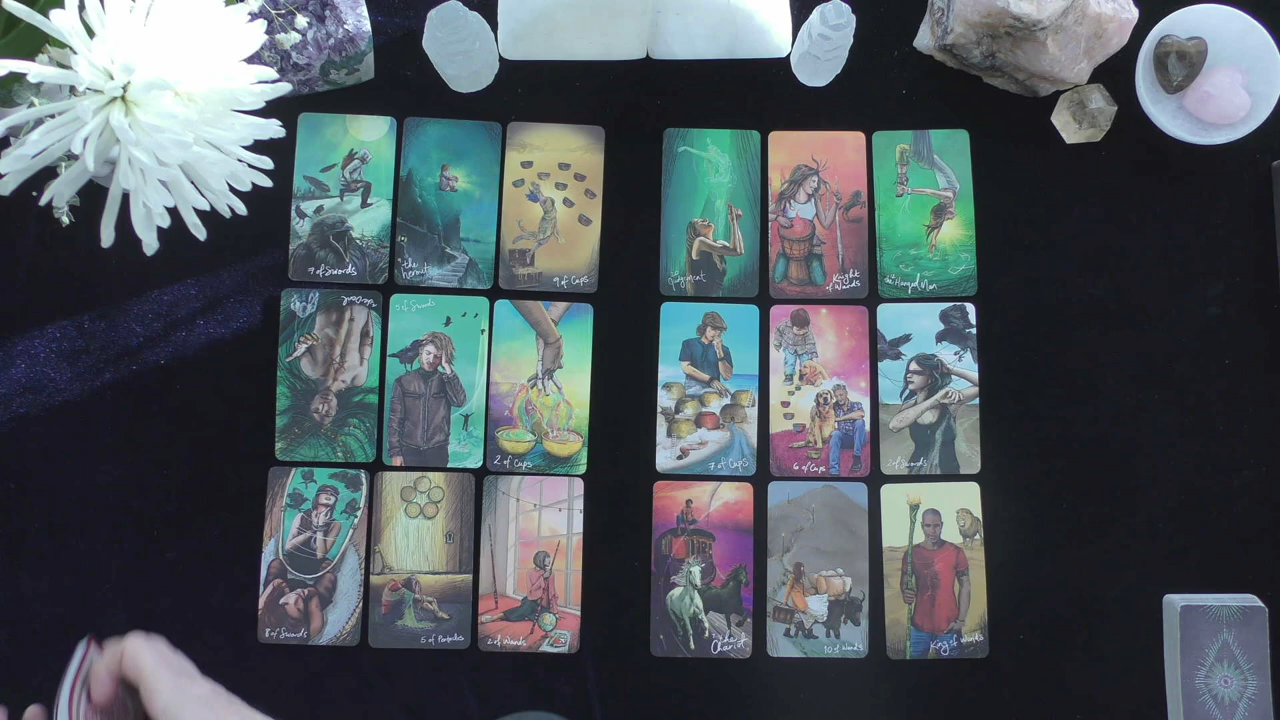 7 of Swords
the
hermit
9 of Cups
Judgement
Knight
of Wands
the Hanged Man
5 of Swords
2 of Cups
7 of Cups
6 of Cups
2 of Swords
8 of Swords
5 of Pentacles
2 of Wands
the
Chariot
10 of Wands
King of Wands